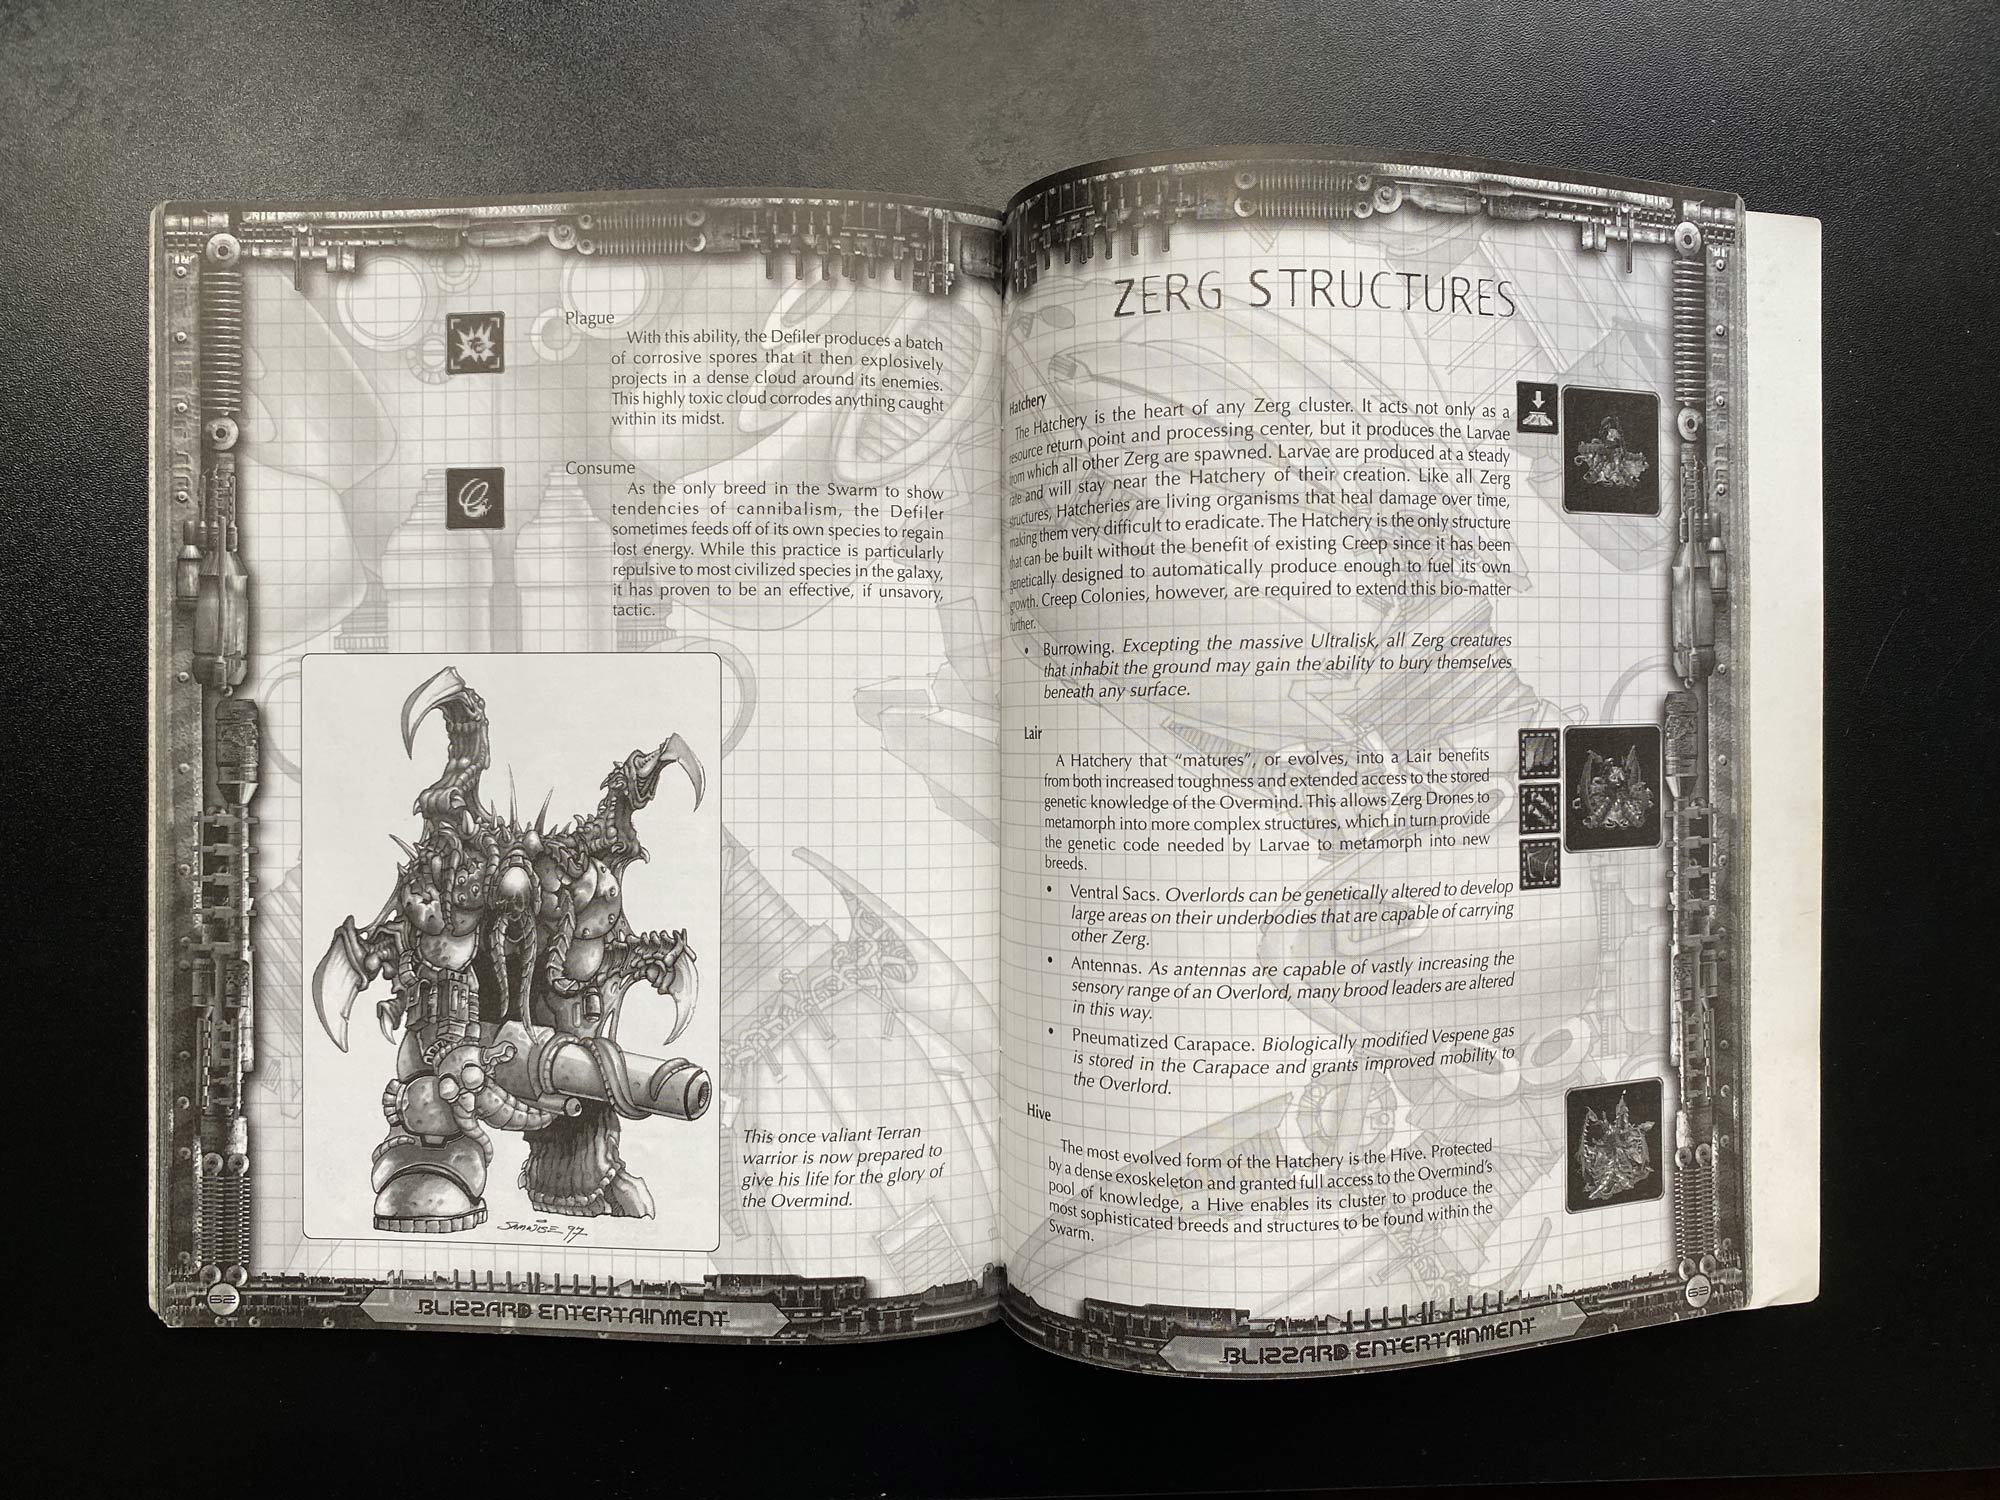 Plague
With this ability, the Defiler produces a batch
of corrosive spores that it then explosively
projects in a dense cloud around its enemies.
This highly toxic cloud corrodes anything caught
within its midst.
Consume
As the only breed in the Swarm to show
tendencies of cannibalism, the Defiler
sometimes feeds off of its own species to regain
lost energy. While this practice is particularly
repulsive to most civilized species in the galaxy,
it has proven to be an effective, if unsavory,
tactic.
SAMWISE 97
This once valiant Terran
warrior is now prepared to
give his life for the glory of
the Overmind.
62
BLIZZARD ENTERTAINMENT
ZERG STRUCTURES
Hatchery
The Hatchery is the heart of any Zerg cluster. It acts not only as a
resource return point and processing center, but it produces the Larvae
from which all other Zerg are spawned. Larvae are produced at a steady
rate and will stay near the Hatchery of their creation. Like all Zerg
structures, Hatcheries are living organisms that heal damage over time,
making them very difficult to eradicate. The Hatchery is the only structure
that can be built without the benefit of existing Creep since it has been
genetically designed to automatically produce enough to fuel its own
growth. Creep Colonies, however, are required to extend this bio-matter
further.
• Burrowing. Excepting the massive Ultralisk, all Zerg creatures
that inhabit the ground may gain the ability to bury themselves
beneath any surface.
Lair
A Hatchery that “matures”, or evolves, into a Lair benefits
from both increased toughness and extended access to the stored
genetic knowledge of the Overmind. This allows Zerg Drones to
metamorph into more complex structures, which in turn provide
the genetic code needed by Larvae to metamorph into new
breeds.
• Ventral Sacs. Overlords can be genetically altered to develop
large areas on their underbodies that are capable of carrying
other Zerg.
• Antennas. As antennas are capable of vastly increasing the
sensory range of an Overlord, many brood leaders are altered
in this way.
• Pneumatized Carapace. Biologically modified Vespene gas
is stored in the Carapace and grants improved mobility to
the Overlord.
Hive
The most evolved form of the Hatchery is the Hive. Protected
by a dense exoskeleton and granted full access to the Overmind’s
pool of knowledge, a Hive enables its cluster to produce the
most sophisticated breeds and structures to be found within the
Swarm.
63
BLIZZARD ENTERTAINMENT